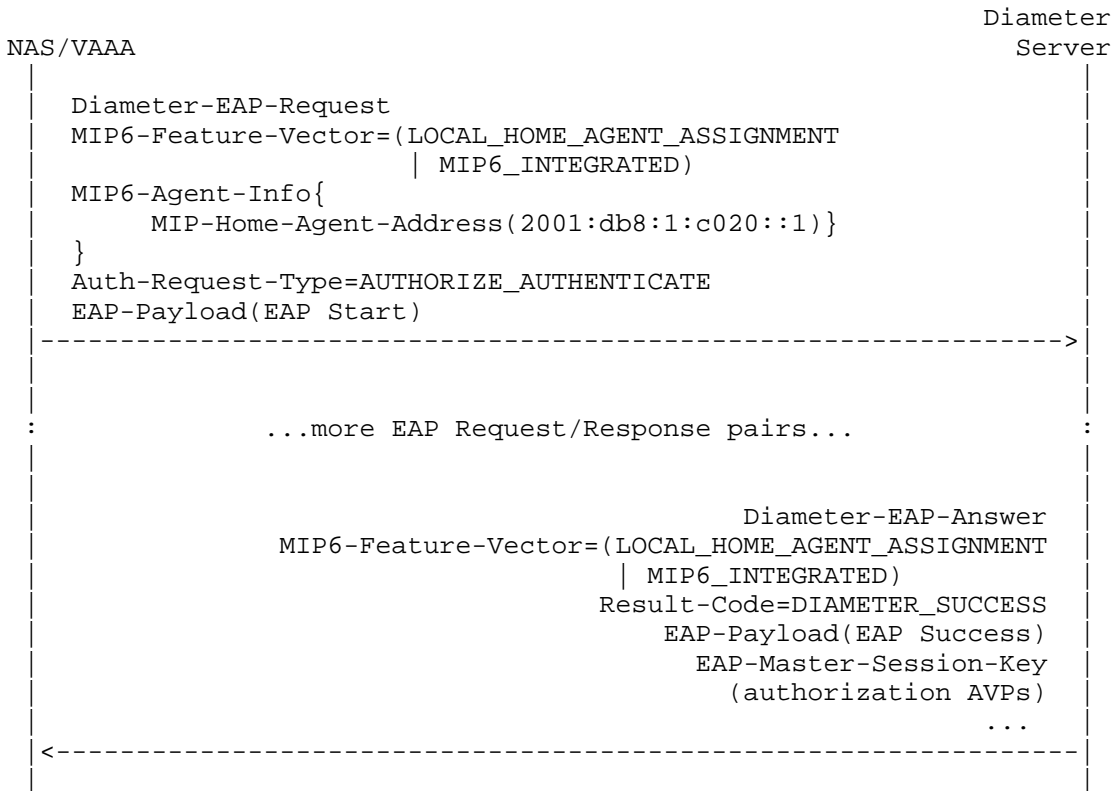 Diameter
NAS/VAAA                                                       Server
 |                                                                  |
 |  Diameter-EAP-Request                                            |
 |  MIP6-Feature-Vector=(LOCAL_HOME_AGENT_ASSIGNMENT                |
 |                       | MIP6_INTEGRATED)                         |
 |  MIP6-Agent-Info{                                                |
 |       MIP-Home-Agent-Address(2001:db8:1:c020::1)}                |
 |  }                                                               |
 |  Auth-Request-Type=AUTHORIZE_AUTHENTICATE                        |
 |  EAP-Payload(EAP Start)                                          |
 |---------------------------------------------------------------->|
 |                                                                  |
 |                                                                  |
 :              ...more EAP Request/Response pairs...               :
 |                                                                  |
 |                                                                  |
 |                                            Diameter-EAP-Answer   |
 |               MIP6-Feature-Vector=(LOCAL_HOME_AGENT_ASSIGNMENT   |
 |                                    | MIP6_INTEGRATED)            |
 |                                   Result-Code=DIAMETER_SUCCESS   |
 |                                       EAP-Payload(EAP Success)   |
 |                                         EAP-Master-Session-Key   |
 |                                           (authorization AVPs)   |
 |                                                           ...    |
 |<----------------------------------------------------------------|
 |                                                                  |